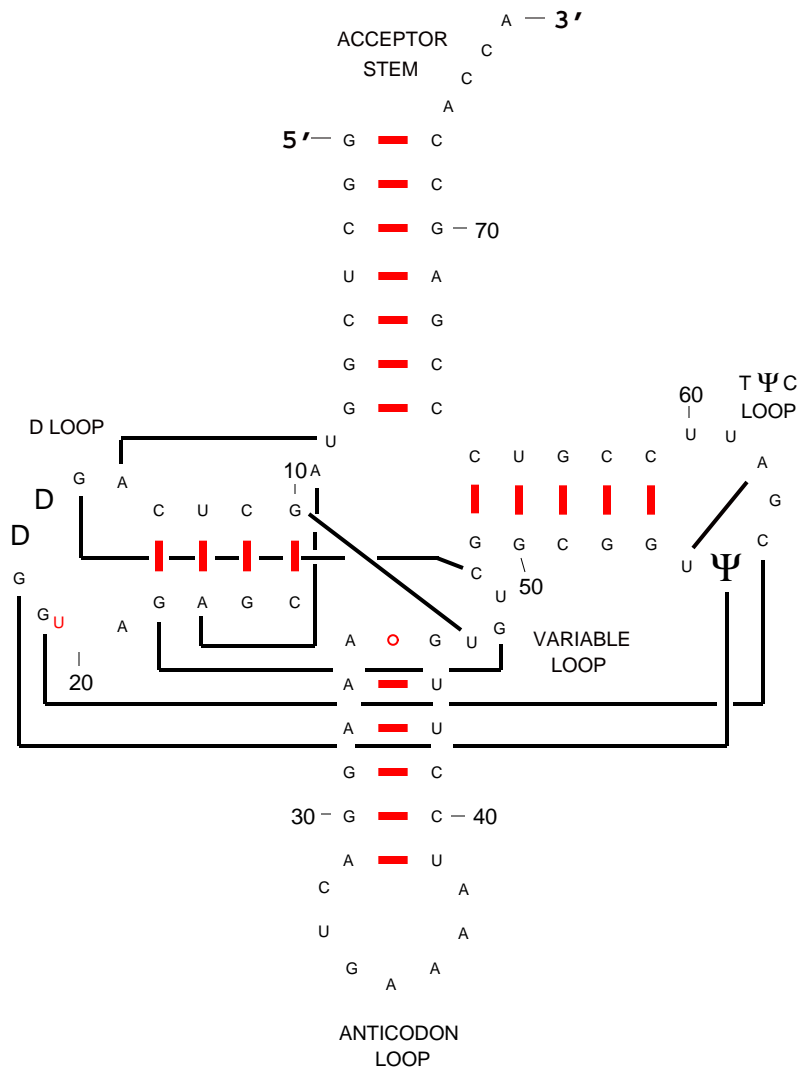 A 3′
ACCEPTOR C
STEM C
A
5′ G C
G C
C G 70
U A
C G
G C 60 T Ψ C
G C U LOOP
D LOOP U C U G C C U
G A 10 A A
D C U C G G
D G G C G G U Ψ C
G C 50
G U A G A G C U
A G U G VARIABLE
20 A U LOOP
A U
G C
30 G C 40
A U
C A
U A
G A A
ANTICODON
LOOP